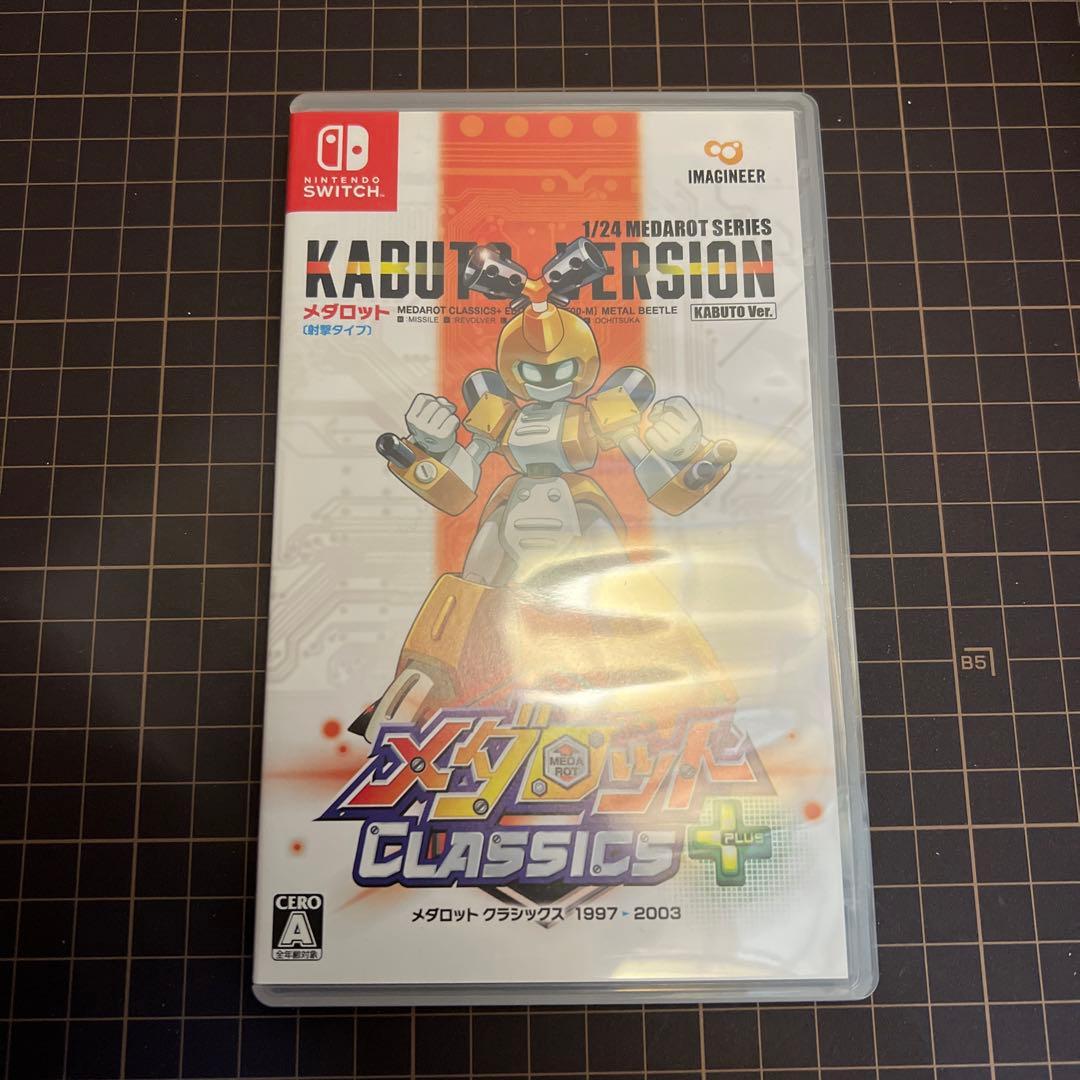 NINTENDO
SWITCH™
IMAGINEER
1/24 MEDAROT SERIES
KABUTO VERSION
メダロット
MEDAROT CLASSICS+
METAL BEETLE
KABUTO Ver.
〔射撃タイプ〕
:MISSILE :REVOLVER
:OCHITSUKA
メダロット
MEDA
ROT
CLASSICS
PLUS
メダロット クラシックス 1997 ▸ 2003
CERO
A
全年齢対象
B5